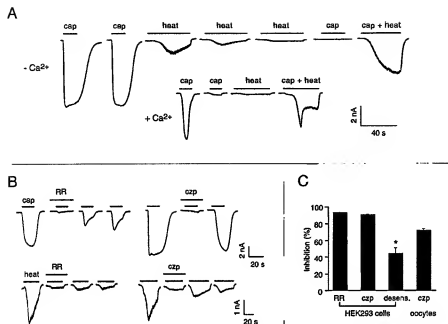 A
cap cap heat heat heat cap cap + heat
- Ca2+
cap cap heat cap + heat
+ Ca2+
2 nA
40 s
B
RR czp
cap
2 nA
20 s
RR czp
heat
1 nA
20 s
C
Inhibition (%)
100
80
60
40
20
0
*
RR czp desens. czp
HEK293 cells oocytes